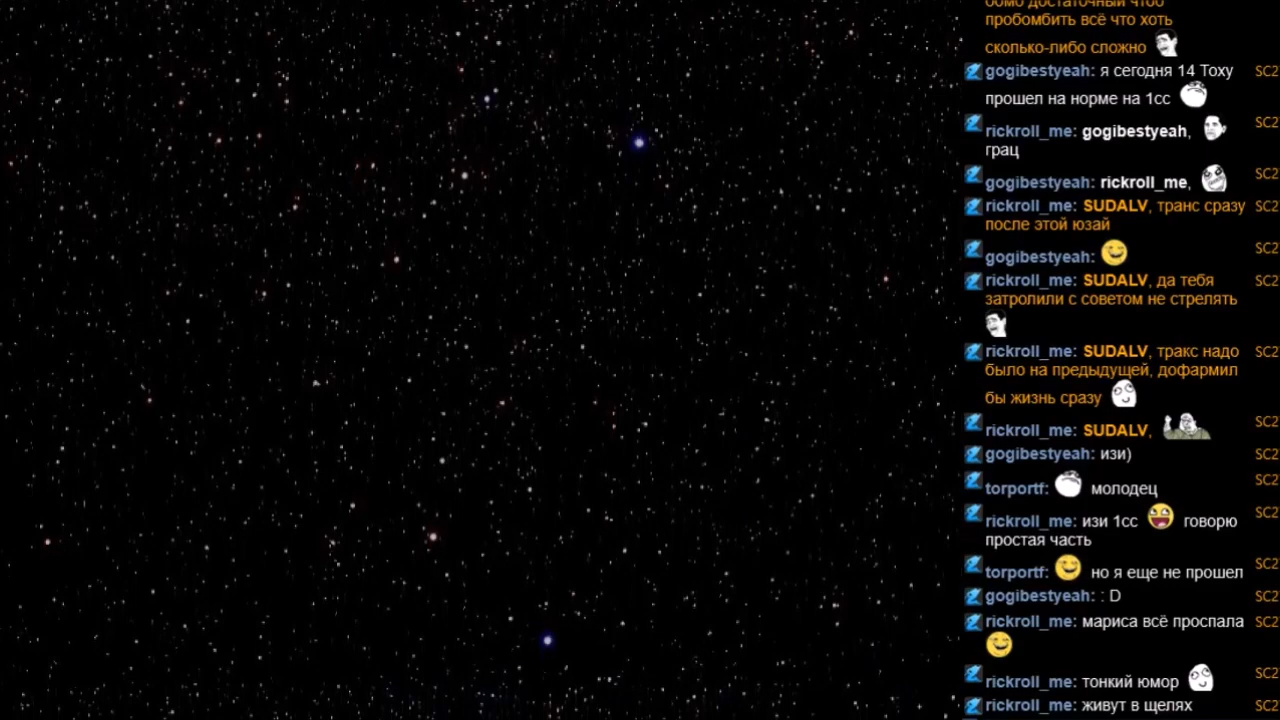 бомб достаточный чтоб
пробомбить всё что хоть
сколько-либо сложно
gogibestyeah: я сегодня 14 Тоху SC2
прошел на норме на 1сс
rickroll_me: gogibestyeah, SC2
грац
gogibestyeah: rickroll_me, SC2
rickroll_me: SUDALV, транс сразу SC2
после этой юзай
gogibestyeah: SC2
rickroll_me: SUDALV, да тебя SC2
затролили с советом не стрелять
rickroll_me: SUDALV, тракс надо SC2
было на предыдущей, дофармил
бы жизнь сразу
rickroll_me: SUDALV, SC2
gogibestyeah: изи) SC2
torportf: молодец SC2
rickroll_me: изи 1сс говорю SC2
простая часть
torportf: но я еще не прошел SC2
gogibestyeah: : D SC2
rickroll_me: мариса всё проспала SC2
rickroll_me: тонкий юмор SC2
rickroll_me: живут в щелях SC2